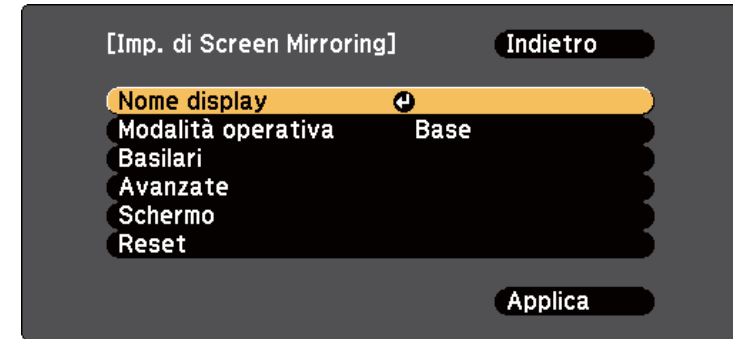 [Imp. di Screen Mirroring] Indietro
Nome display
Modalità operativa Base
Basilari
Avanzate
Schermo
Reset
Applica